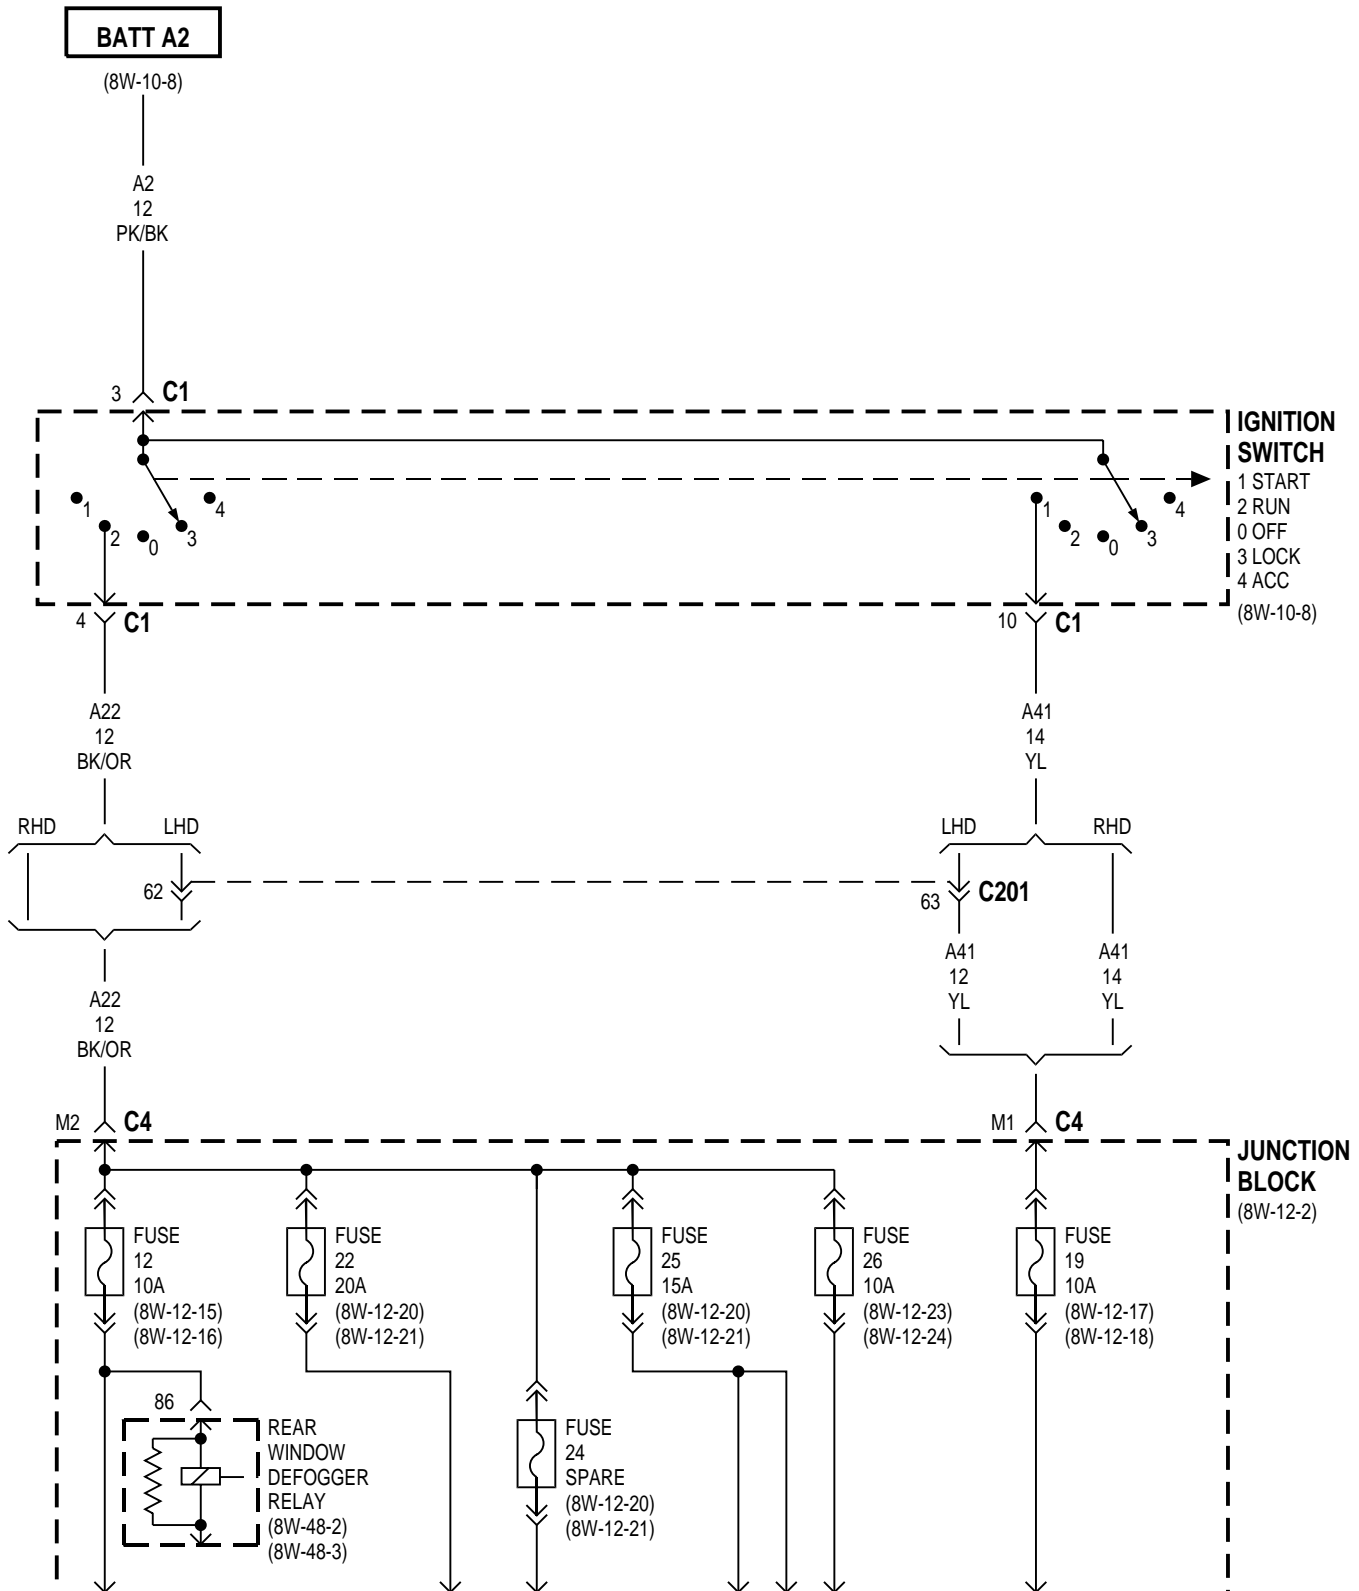 BATT A2
(8W-10-8)
A2
12
PK/BK
3 C1
IGNITION
SWITCH
1 START
2 RUN
0 OFF
3 LOCK
4 ACC
(8W-10-8)
1 2 0 3 4
1 2 0 3 4
4 C1
10 C1
A22
12
BK/OR
A41
14
YL
RHD LHD
LHD RHD
62
63 C201
A41
12
YL
A41
14
YL
A22
12
BK/OR
M2 C4
M1 C4
JUNCTION
BLOCK
(8W-12-2)
FUSE
12
10A
(8W-12-15)
(8W-12-16)
FUSE
22
20A
(8W-12-20)
(8W-12-21)
FUSE
25
15A
(8W-12-20)
(8W-12-21)
FUSE
26
10A
(8W-12-23)
(8W-12-24)
FUSE
19
10A
(8W-12-17)
(8W-12-18)
86
REAR
WINDOW
DEFOGGER
RELAY
(8W-48-2)
(8W-48-3)
FUSE
24
SPARE
(8W-12-20)
(8W-12-21)